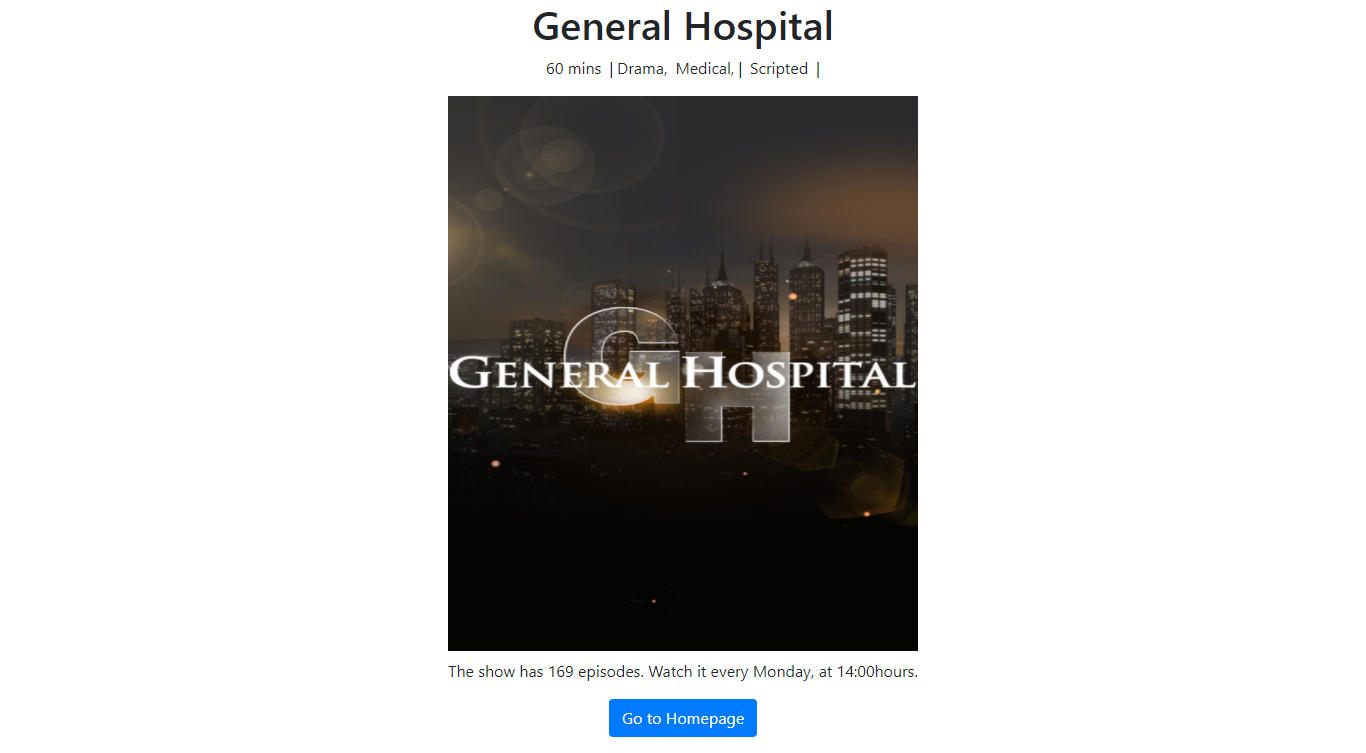 General Hospital
60 mins | Drama, Medical, | Scripted |
GH
GENERAL HOSPITAL
The show has 169 episodes. Watch it every Monday, at 14:00hours.
Go to Homepage